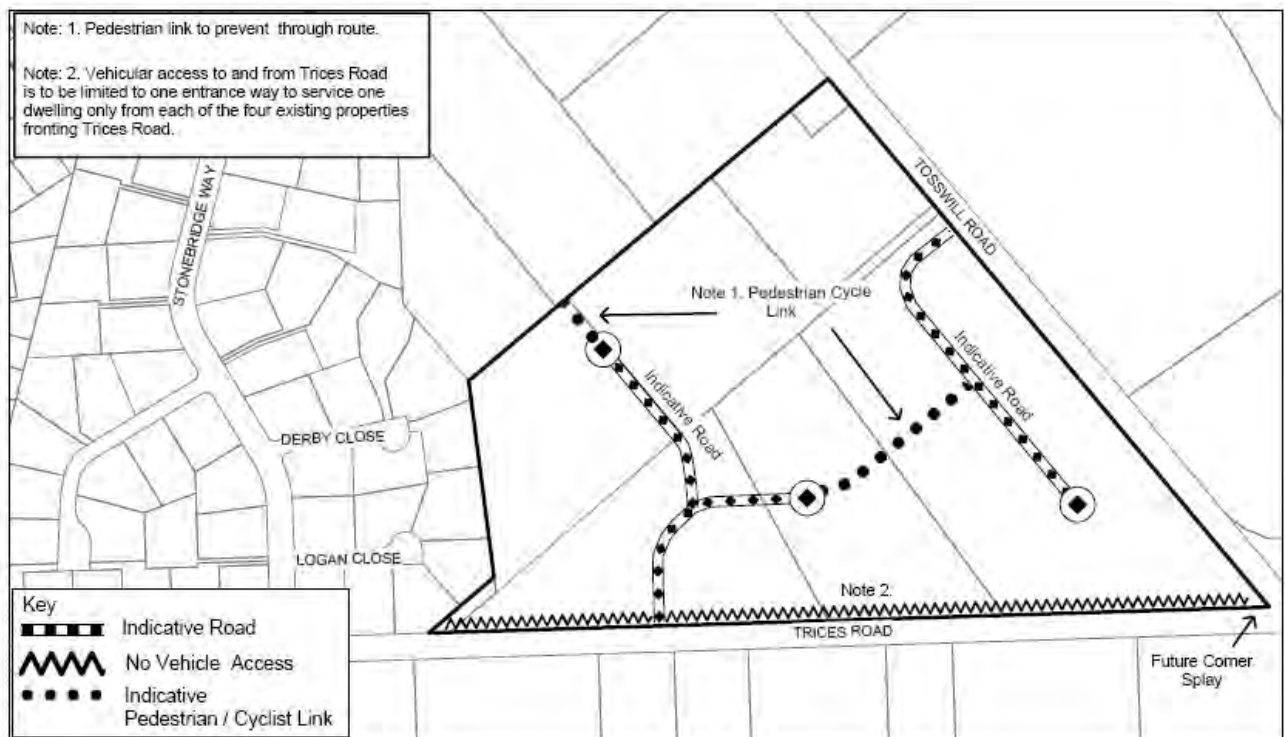 Note: 1. Pedestrian link to prevent through route.
Note: 2. Vehicular access to and from Trices Road
is to be limited to one entrance way to service one
dwelling only from each of the four existing properties
fronting Trices Road.
STONEBRIDGE WAY
TOSSWILL ROAD
Note 1. Pedestrian Cycle
Link
Indicative Road
Indicative Road
DERBY CLOSE
LOGAN CLOSE
Note 2.
TRICES ROAD
Future Corner
Splay
Key
Indicative Road
No Vehicle Access
Indicative
Pedestrian / Cyclist Link